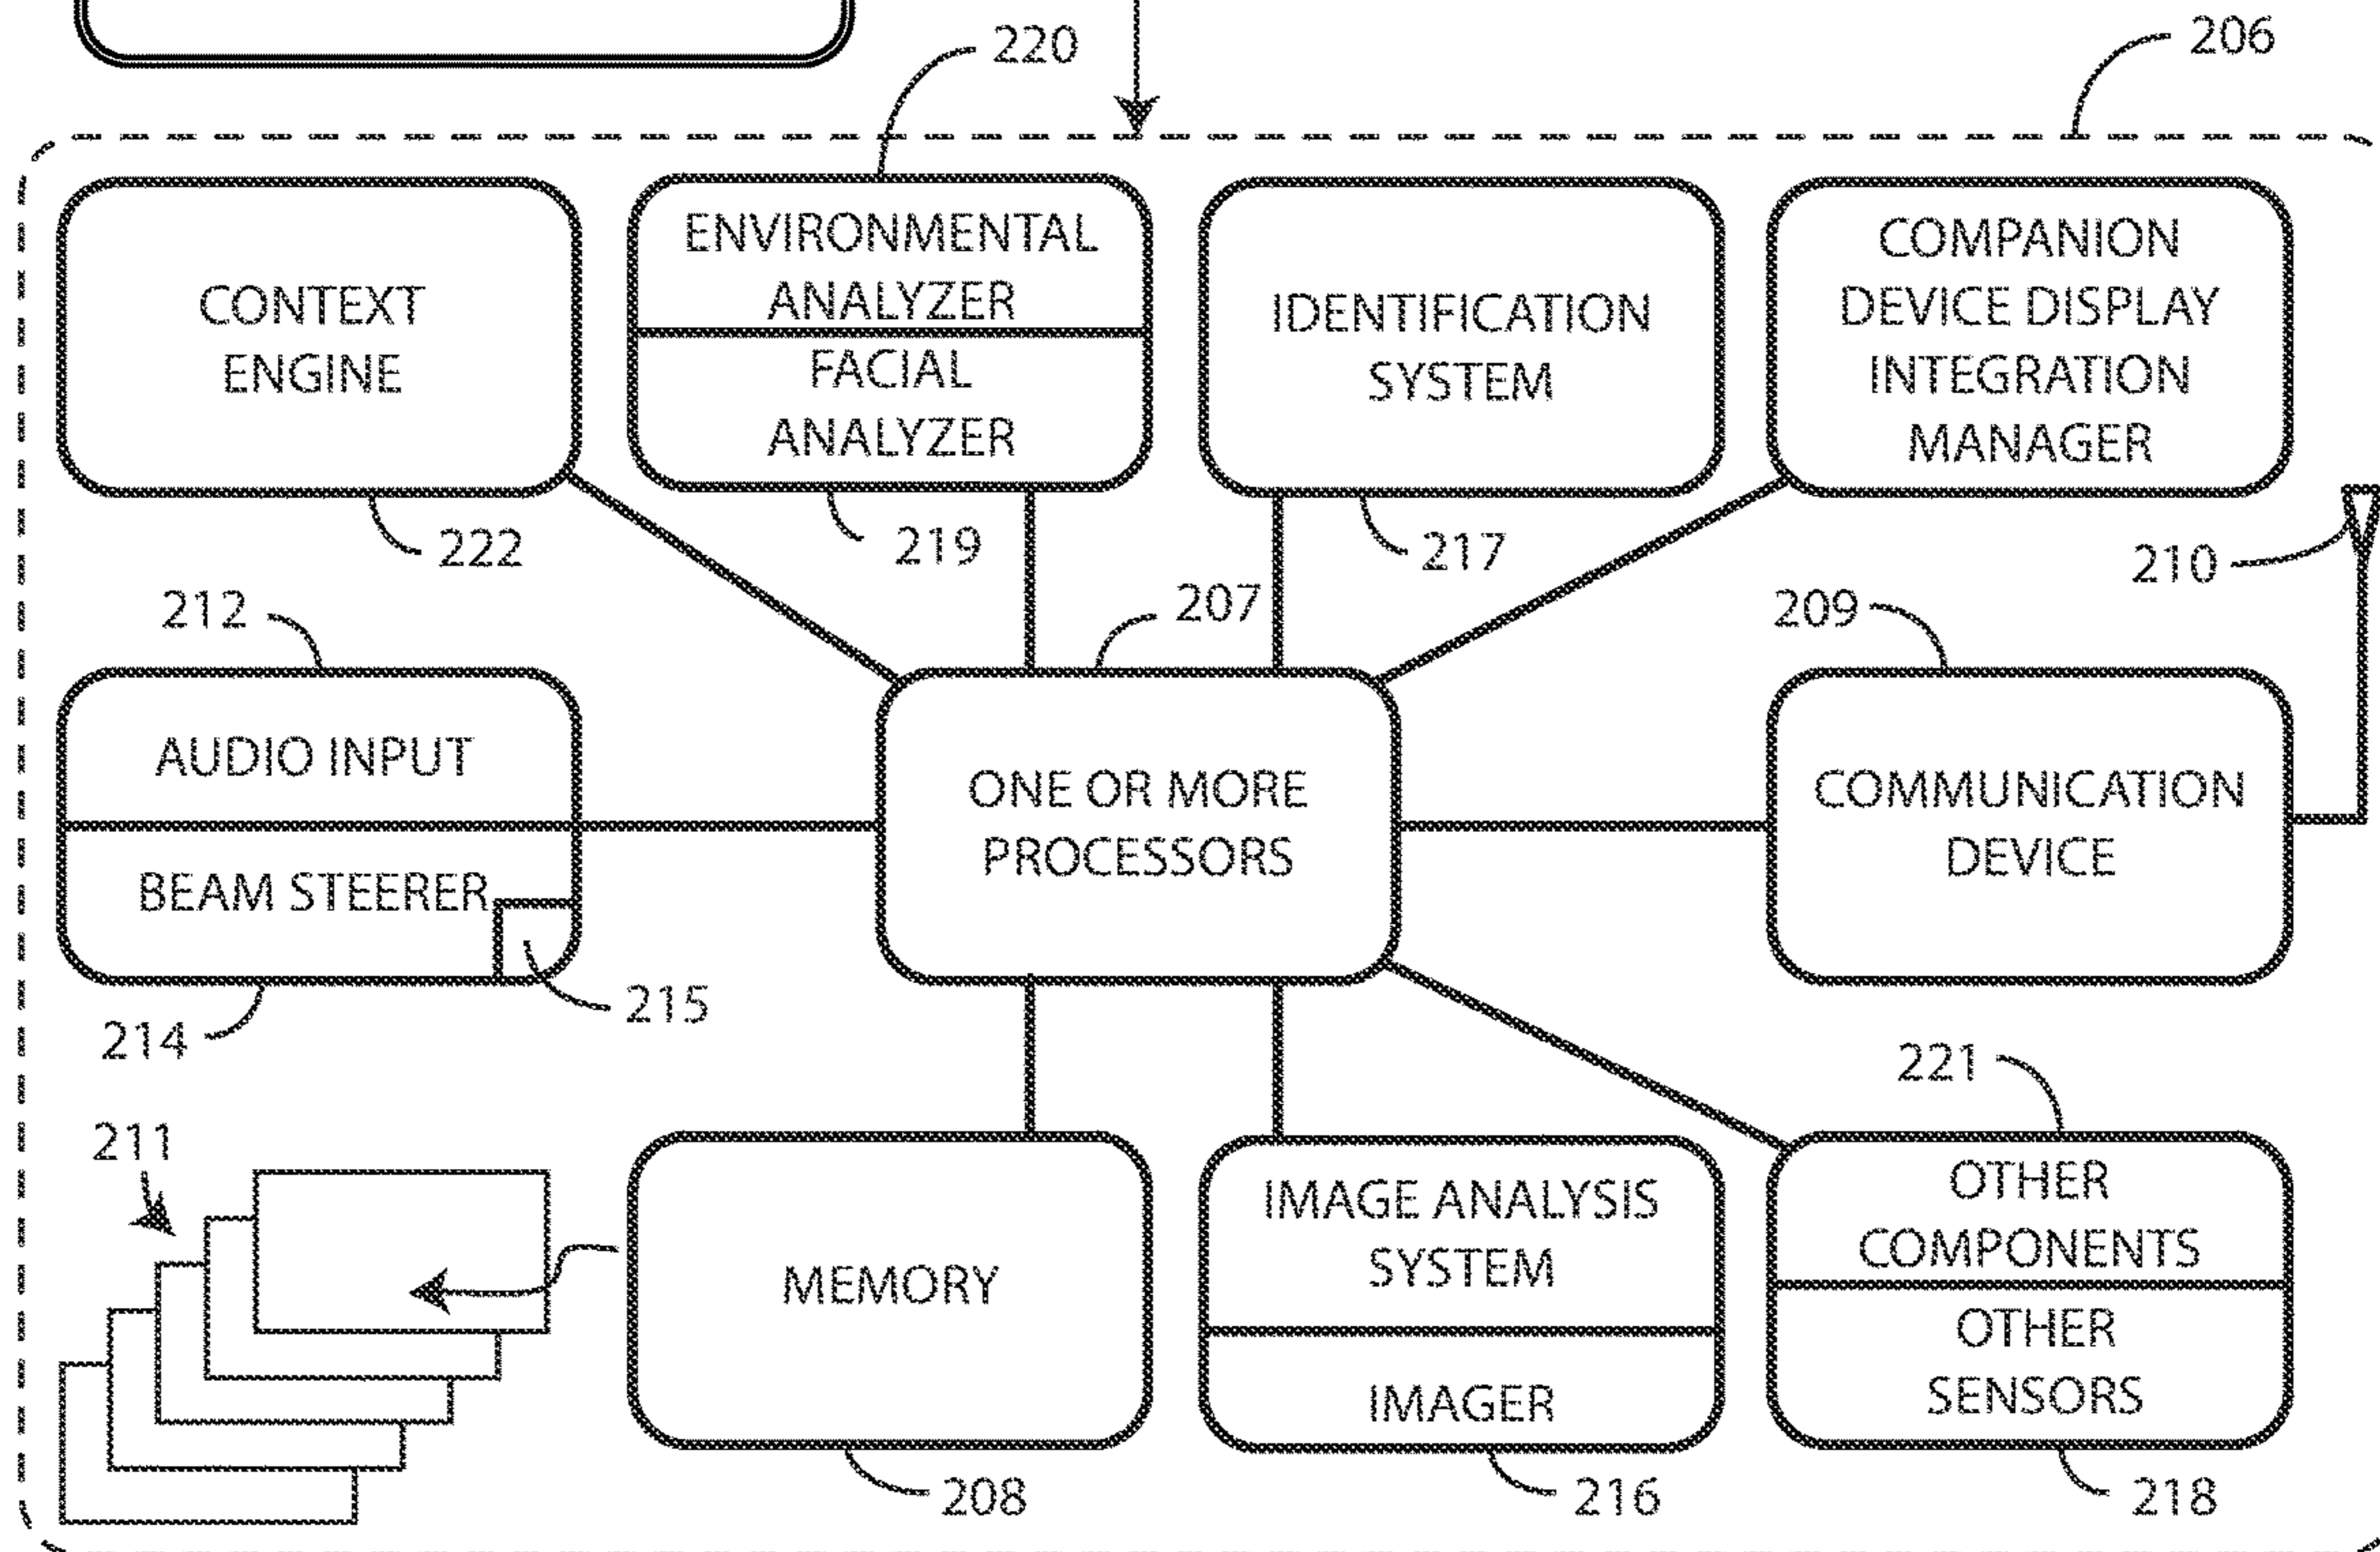 220
206
CONTEXT
ENGINE
ENVIRONMENTAL
ANALYZER
FACIAL
ANALYZER
IDENTIFICATION
SYSTEM
COMPANION
DEVICE DISPLAY
INTEGRATION
MANAGER
222
219
217
210
212
207
209
AUDIO INPUT
BEAM STEERER
ONE OR MORE
PROCESSORS
COMMUNICATION
DEVICE
214
215
221
211
MEMORY
IMAGE ANALYSIS
SYSTEM
IMAGER
OTHER
COMPONENTS
OTHER
SENSORS
208
216
218